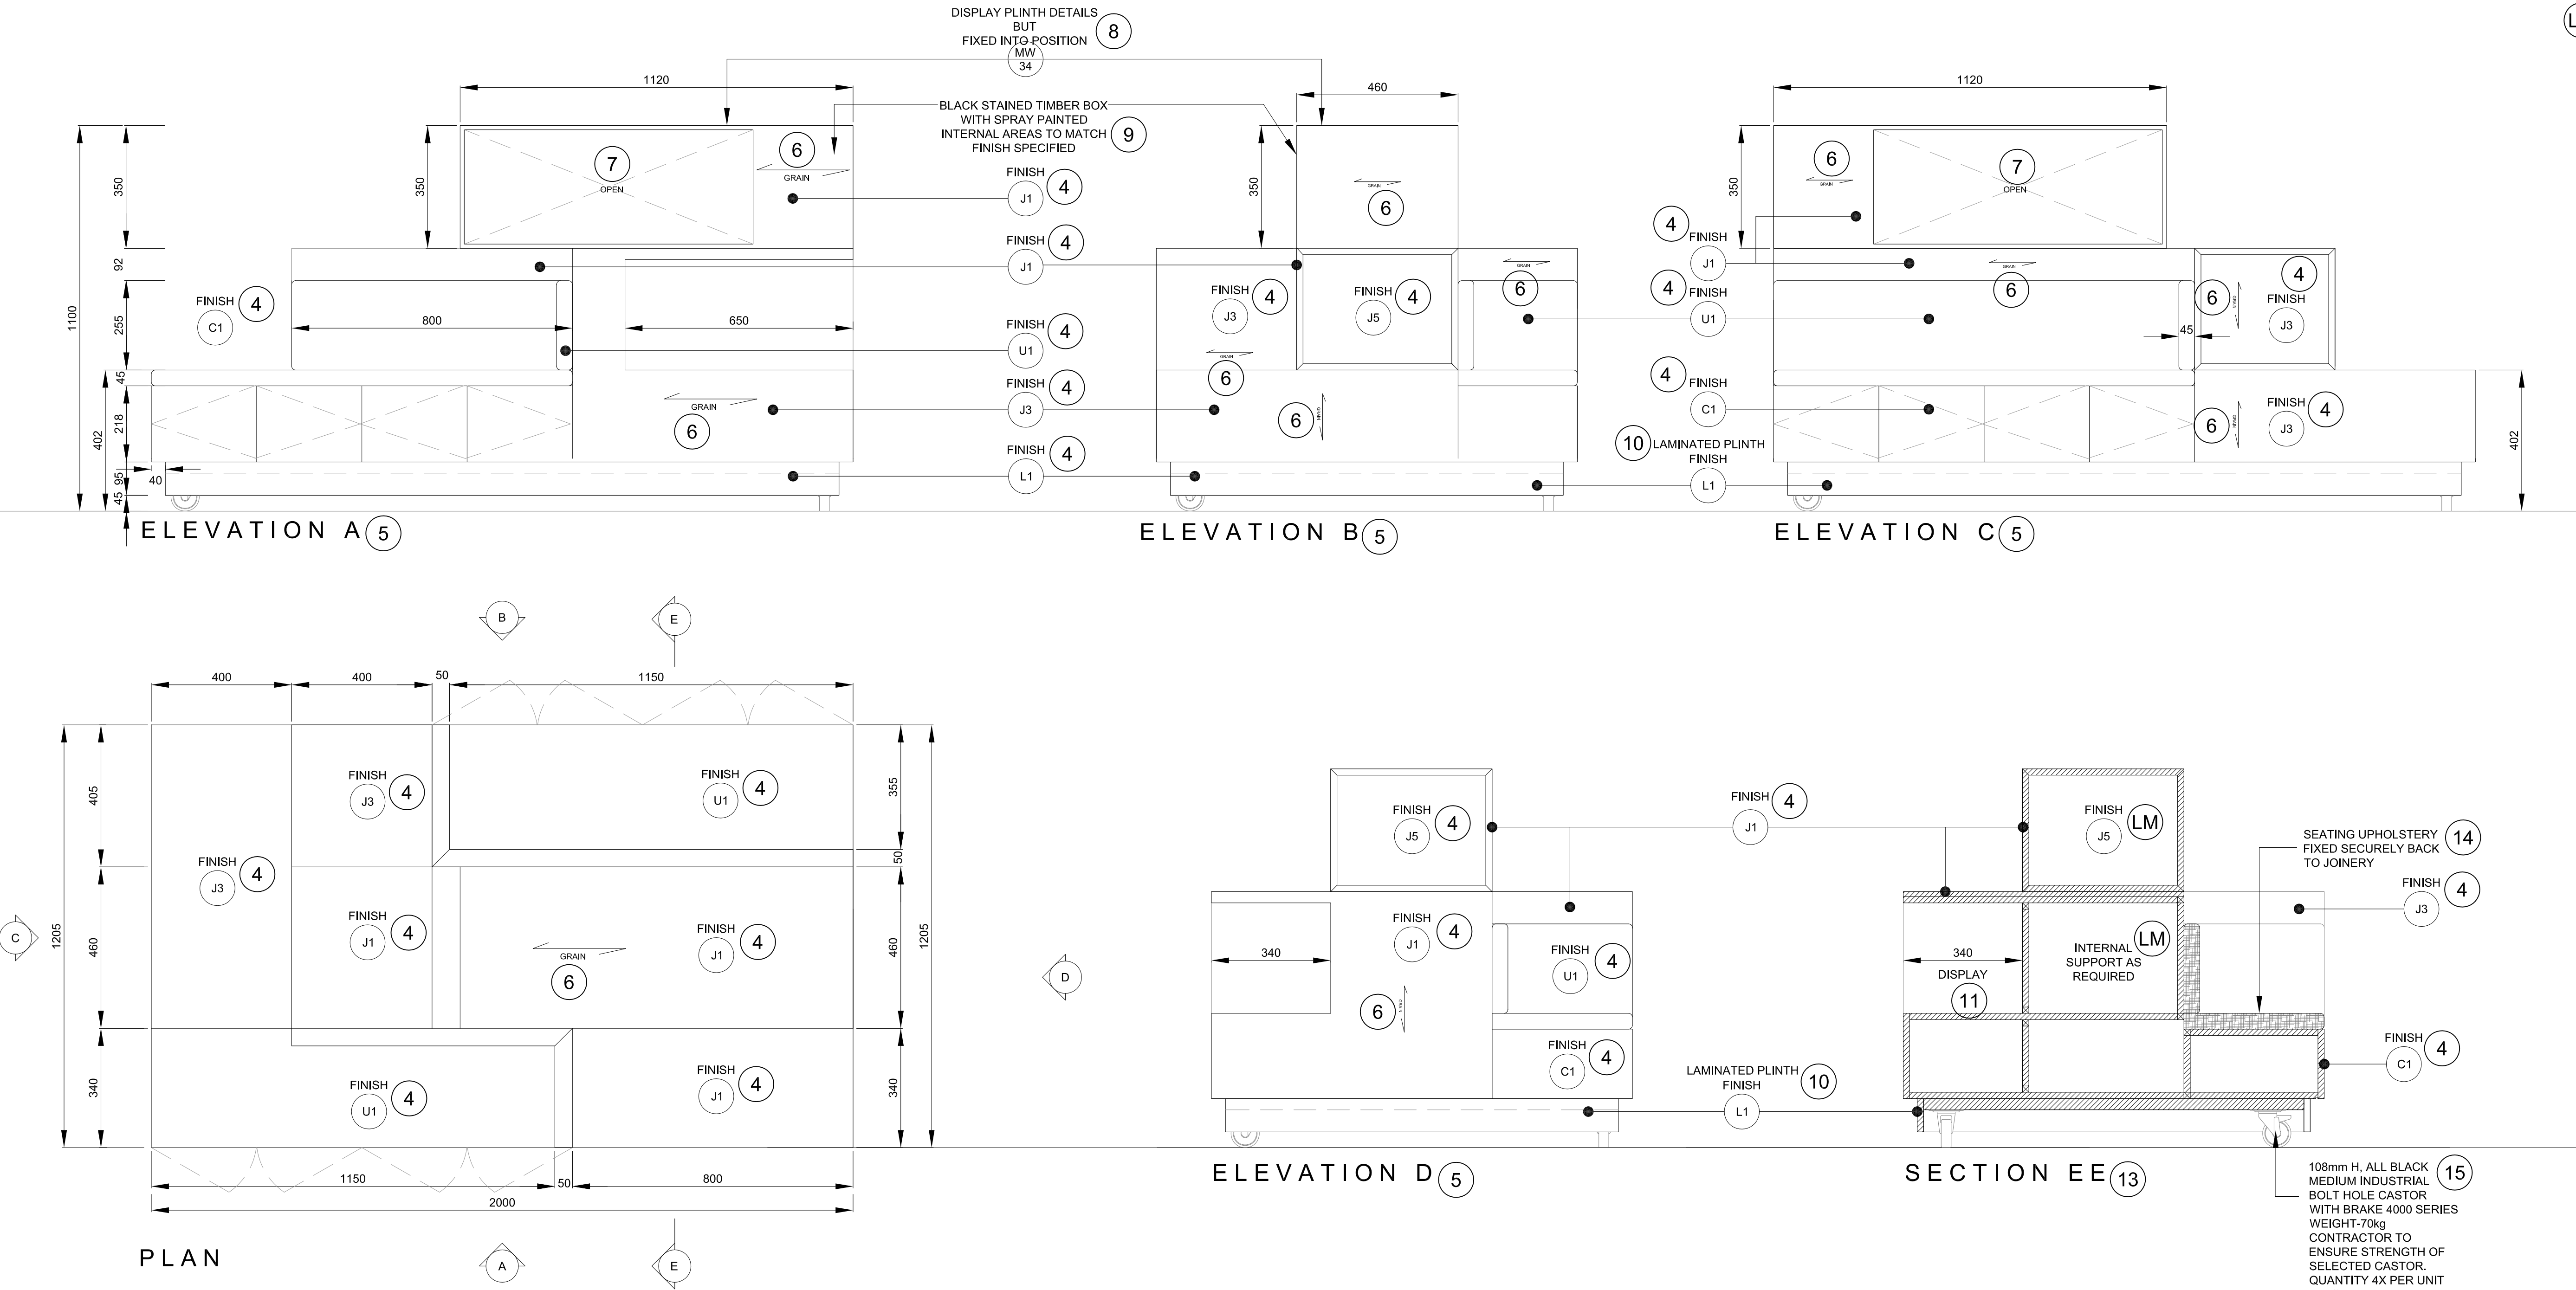 DISPLAY PLINTH DETAILS
BUT
FIXED INTO POSITION
8
MW
34
BLACK STAINED TIMBER BOX
WITH SPRAY PAINTED
INTERNAL AREAS TO MATCH
FINISH SPECIFIED
9
1120
350
1100
350
92
255
45
218
402
95
45
40
7
OPEN
6
GRAIN
FINISH
C1
4
800
650
GRAIN
6
FINISH
J1
4
FINISH
J1
4
FINISH
U1
4
FINISH
J3
4
FINISH
L1
4
ELEVATION A 5
460
350
GRAIN
6
FINISH
J3
4
FINISH
J5
4
GRAIN
6
GRAIN
6
6
GRAIN
ELEVATION B 5
1120
350
6
GRAIN
7
OPEN
4
FINISH
J1
GRAIN
6
4
FINISH
U1
6
GRAIN
4
FINISH
J3
45
4
FINISH
C1
6
GRAIN
FINISH
J3
4
10
LAMINATED PLINTH
FINISH
L1
402
ELEVATION C 5
B
E
400
400
50
1150
405
1205
460
340
355
50
460
1205
340
FINISH
J3
4
FINISH
U1
4
FINISH
J3
4
FINISH
J1
4
GRAIN
6
FINISH
J1
4
FINISH
U1
4
FINISH
J1
4
C
D
1150
50
800
2000
PLAN
A
E
FINISH
J5
4
FINISH
J1
4
340
FINISH
J1
4
6
GRAIN
FINISH
U1
4
FINISH
C1
4
LAMINATED PLINTH
FINISH
10
L1
ELEVATION D 5
FINISH
J5
LM
340
DISPLAY
11
INTERNAL
SUPPORT AS
REQUIRED
LM
SEATING UPHOLSTERY
FIXED SECURELY BACK
TO JOINERY
14
FINISH
J3
4
FINISH
C1
4
SECTION EE 13
108mm H, ALL BLACK
MEDIUM INDUSTRIAL
BOLT HOLE CASTOR
WITH BRAKE 4000 SERIES
WEIGHT-70kg
CONTRACTOR TO
ENSURE STRENGTH OF
SELECTED CASTOR.
QUANTITY 4X PER UNIT
15